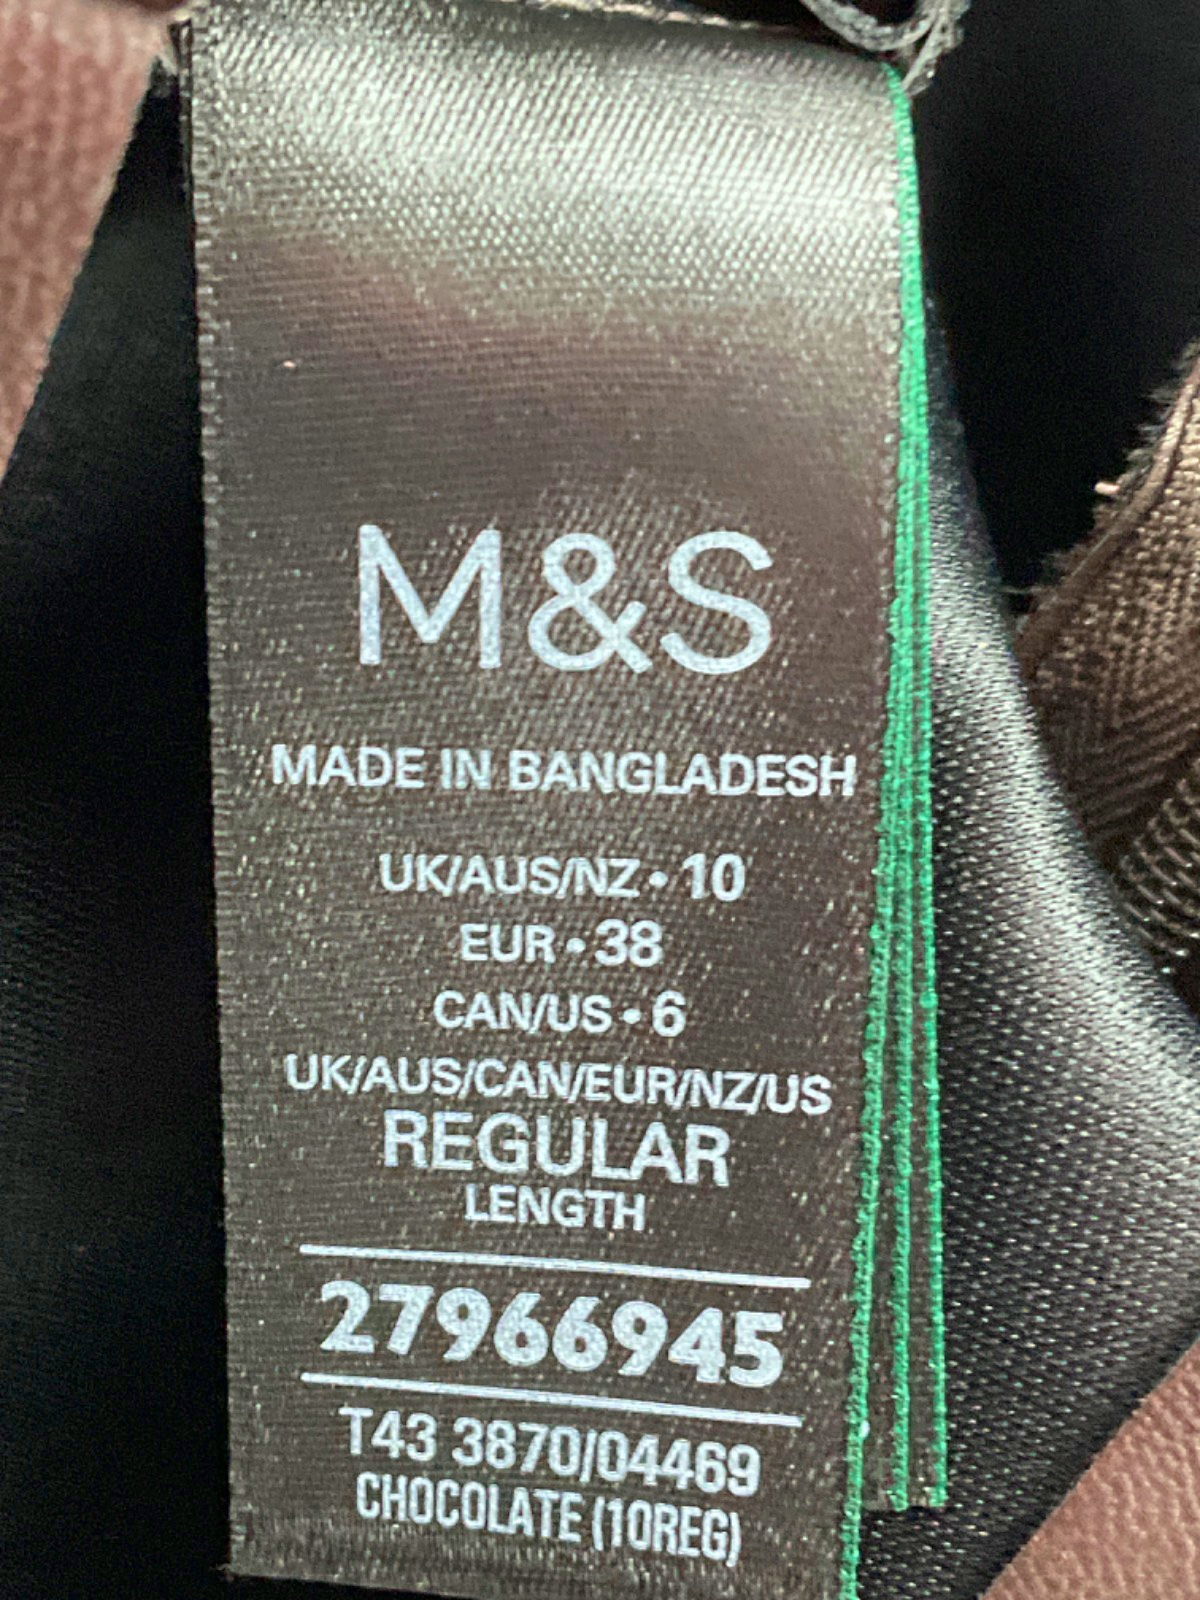 M&S
MADE IN BANGLADESH
UK/AUS/NZ • 10
EUR • 38
CAN/US • 6
UK/AUS/CAN/EUR/NZ/US
REGULAR
LENGTH
27966945
T43 3870/04469
CHOCOLATE (10REG)